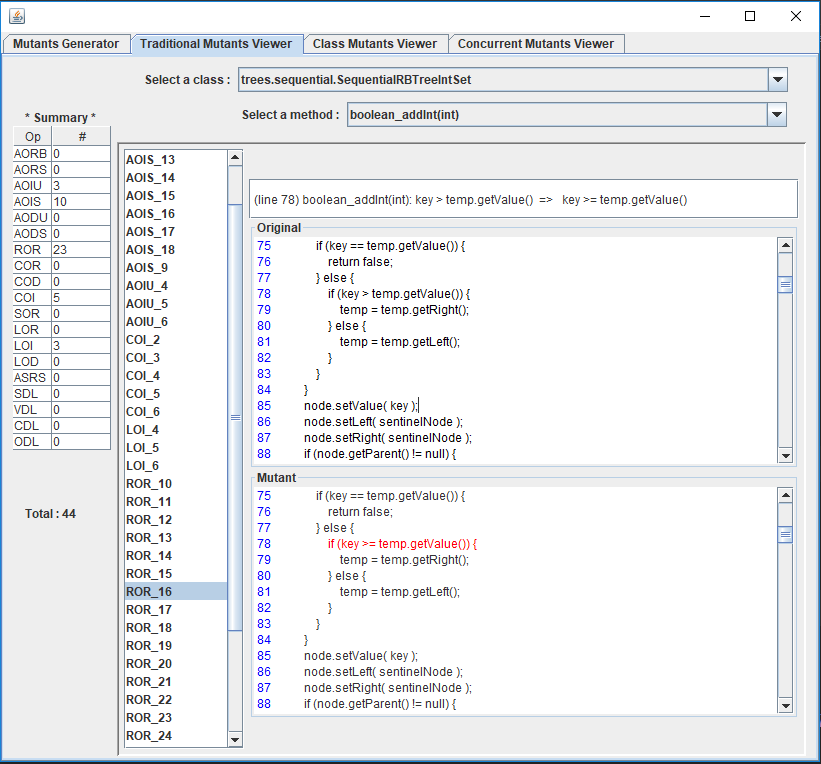 Mutants Generator Traditional Mutants Viewer Class Mutants Viewer Concurrent Mutants Viewer
Select a class : trees.sequential.SequentialRBTreeIntSet
Select a method : boolean_addInt(int)
* Summary *
Op #
AORB 0
AORS 0
AOIU 3
AOIS 10
AODU 0
AODS 0
ROR 23
COR 0
COD 0
COI 5
SOR 0
LOR 0
LOI 3
LOD 0
ASRS 0
SDL 0
VDL 0
CDL 0
ODL 0
Total : 44
AOIS_13
AOIS_14
AOIS_15
AOIS_16
AOIS_17
AOIS_18
AOIS_9
AOIU_4
AOIU_5
AOIU_6
COI_2
COI_3
COI_4
COI_5
COI_6
LOI_4
LOI_5
LOI_6
ROR_10
ROR_11
ROR_12
ROR_13
ROR_14
ROR_15
ROR_16
ROR_17
ROR_18
ROR_19
ROR_20
ROR_21
ROR_22
ROR_23
ROR_24
(line 78) boolean_addInt(int): key > temp.getValue() => key >= temp.getValue()
Original
75 if (key == temp.getValue()) {
76 return false;
77 } else {
78 if (key > temp.getValue()) {
79 temp = temp.getRight();
80 } else {
81 temp = temp.getLeft();
82 }
83 }
84 }
85 node.setValue( key );
86 node.setLeft( sentinelNode );
87 node.setRight( sentinelNode );
88 if (node.getParent() != null) {
Mutant
75 if (key == temp.getValue()) {
76 return false;
77 } else {
78 if (key >= temp.getValue()) {
79 temp = temp.getRight();
80 } else {
81 temp = temp.getLeft();
82 }
83 }
84 }
85 node.setValue( key );
86 node.setLeft( sentinelNode );
87 node.setRight( sentinelNode );
88 if (node.getParent() != null) {